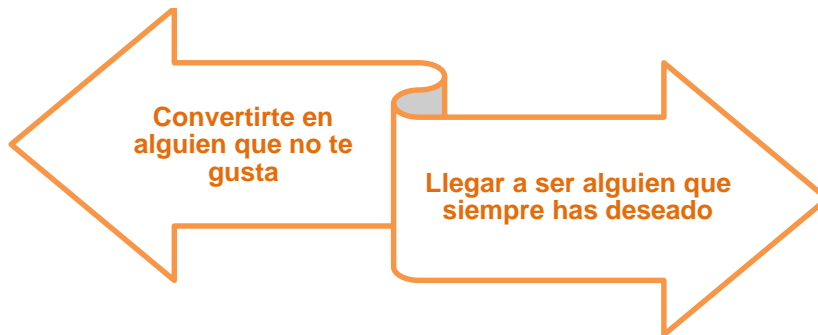 Convertirte en
alguien que no te
gusta
Llegar a ser alguien que
siempre has deseado